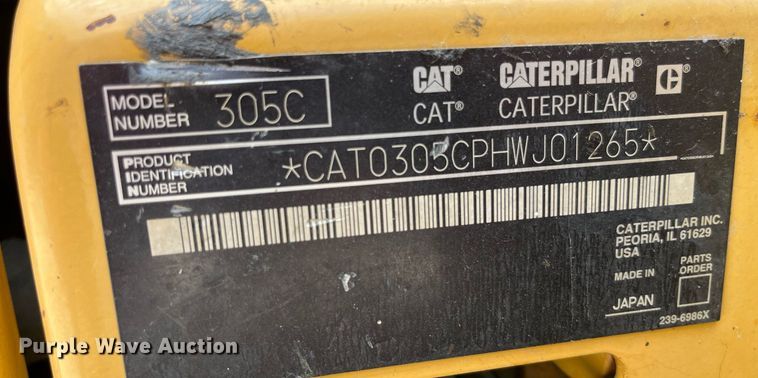 MODEL NUMBER 305C
CAT® CATERPILLAR®
CAT® CATERPILLAR®
PRODUCT IDENTIFICATION NUMBER *CAT0305CPHWJ01265*
CATERPILLAR INC.
PEORIA, IL 61629
USA
MADE IN
JAPAN
PARTS ORDER
239-6986X
Purple Wave Auction